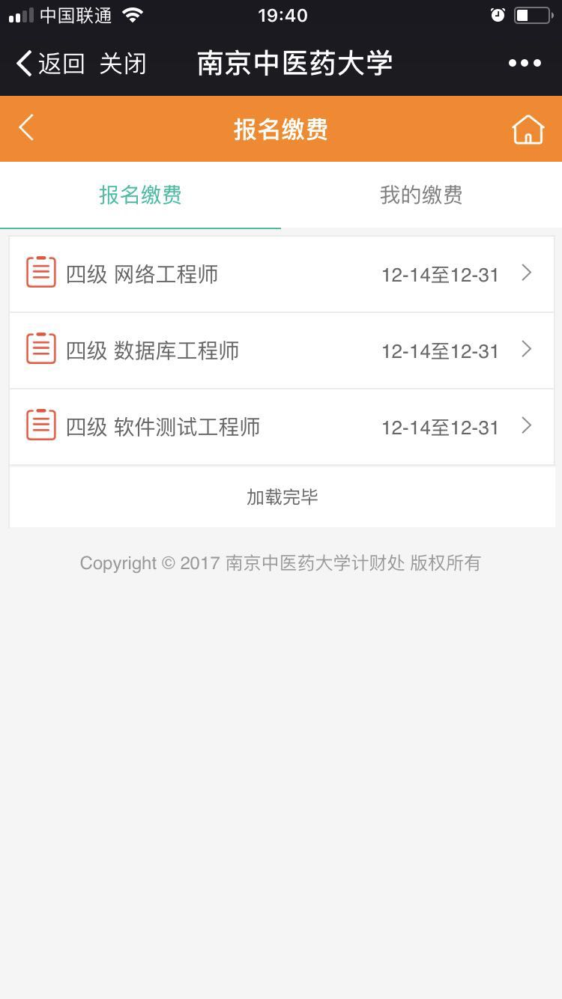 中国联通 19:40
返回 关闭 南京中医药大学
报名缴费
报名缴费 我的缴费
四级 网络工程师 12-14至12-31
四级 数据库工程师 12-14至12-31
四级 软件测试工程师 12-14至12-31
加载完毕
Copyright © 2017 南京中医药大学计财处 版权所有